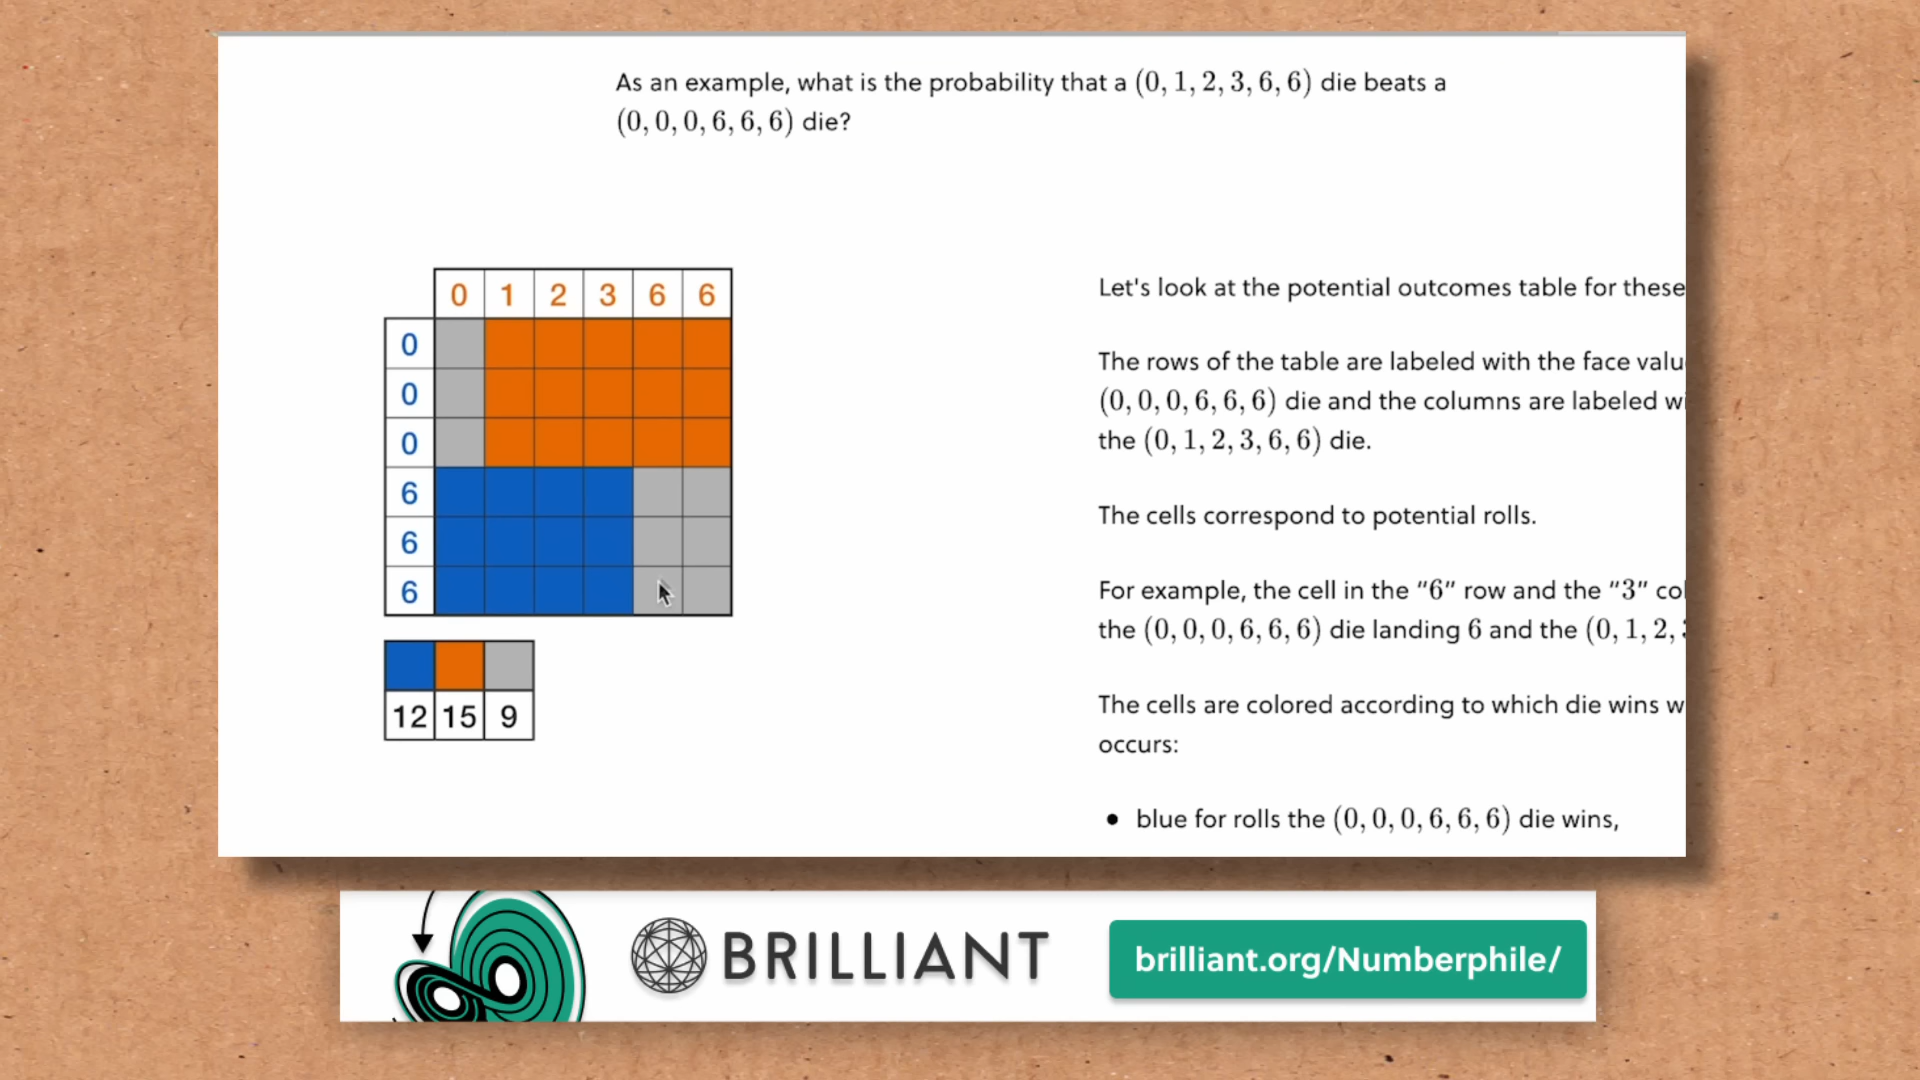 As an example, what is the probability that a (0, 1, 2, 3, 6, 6) die beats a
(0, 0, 0, 6, 6, 6) die?
0 1 2 3 6 6
0
0
0
6
6
6
12 15 9
Let's look at the potential outcomes table for these
The rows of the table are labeled with the face
(0, 0, 0, 6, 6, 6) die and the columns are labeled
the (0, 1, 2, 3, 6, 6) die.
The cells correspond to potential rolls.
For example, the cell in the “6” row and the “3”
the (0, 0, 0, 6, 6, 6) die landing 6 and the (0, 1, 2,
The cells are colored according to which die wins
occurs:
• blue for rolls the (0, 0, 0, 6, 6, 6) die wins,
BRILLIANT
brilliant.org/Numberphile/